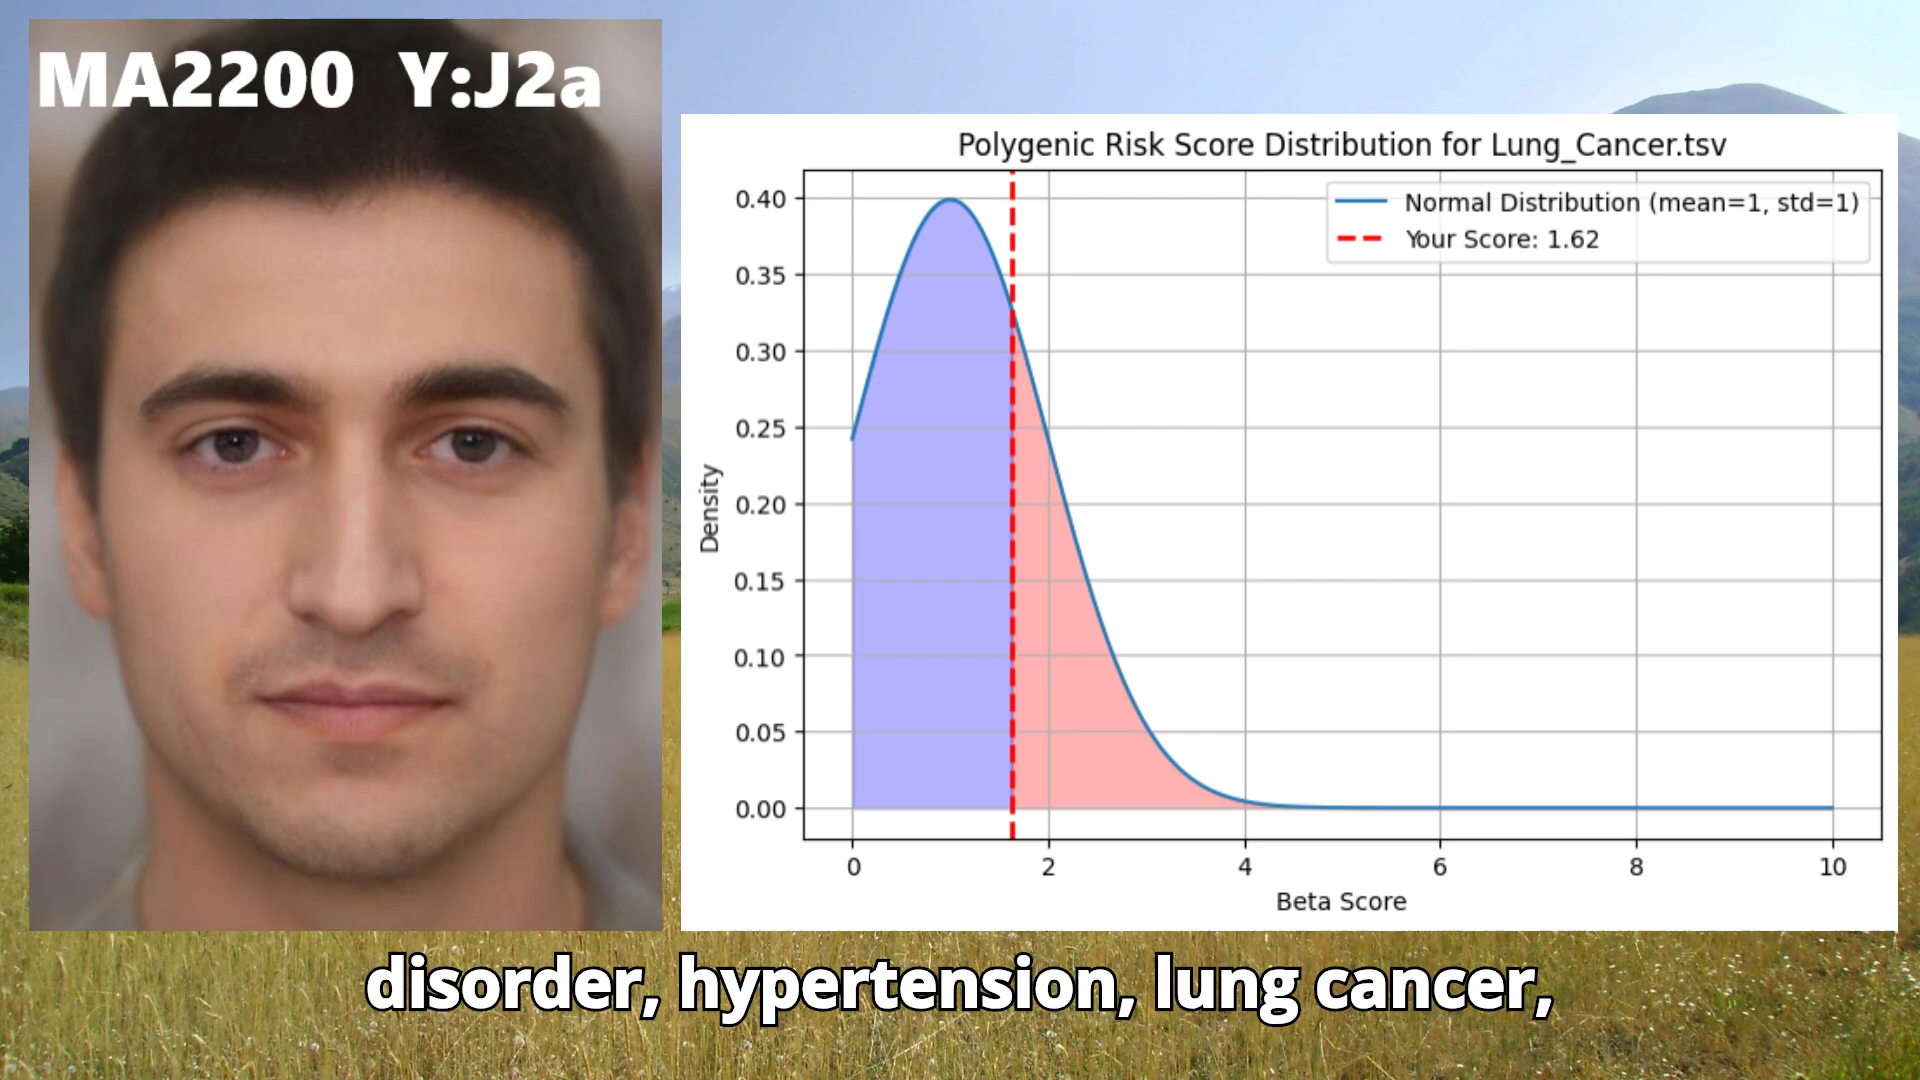 MA2200 Y:J2a
Polygenic Risk Score Distribution for Lung_Cancer.tsv
Normal Distribution (mean=1, std=1)
Your Score: 1.62
0.40
0.35
0.30
0.25
0.20
0.15
0.10
0.05
0.00
Density
0 2 4 6 8 10
Beta Score
disorder, hypertension, lung cancer,